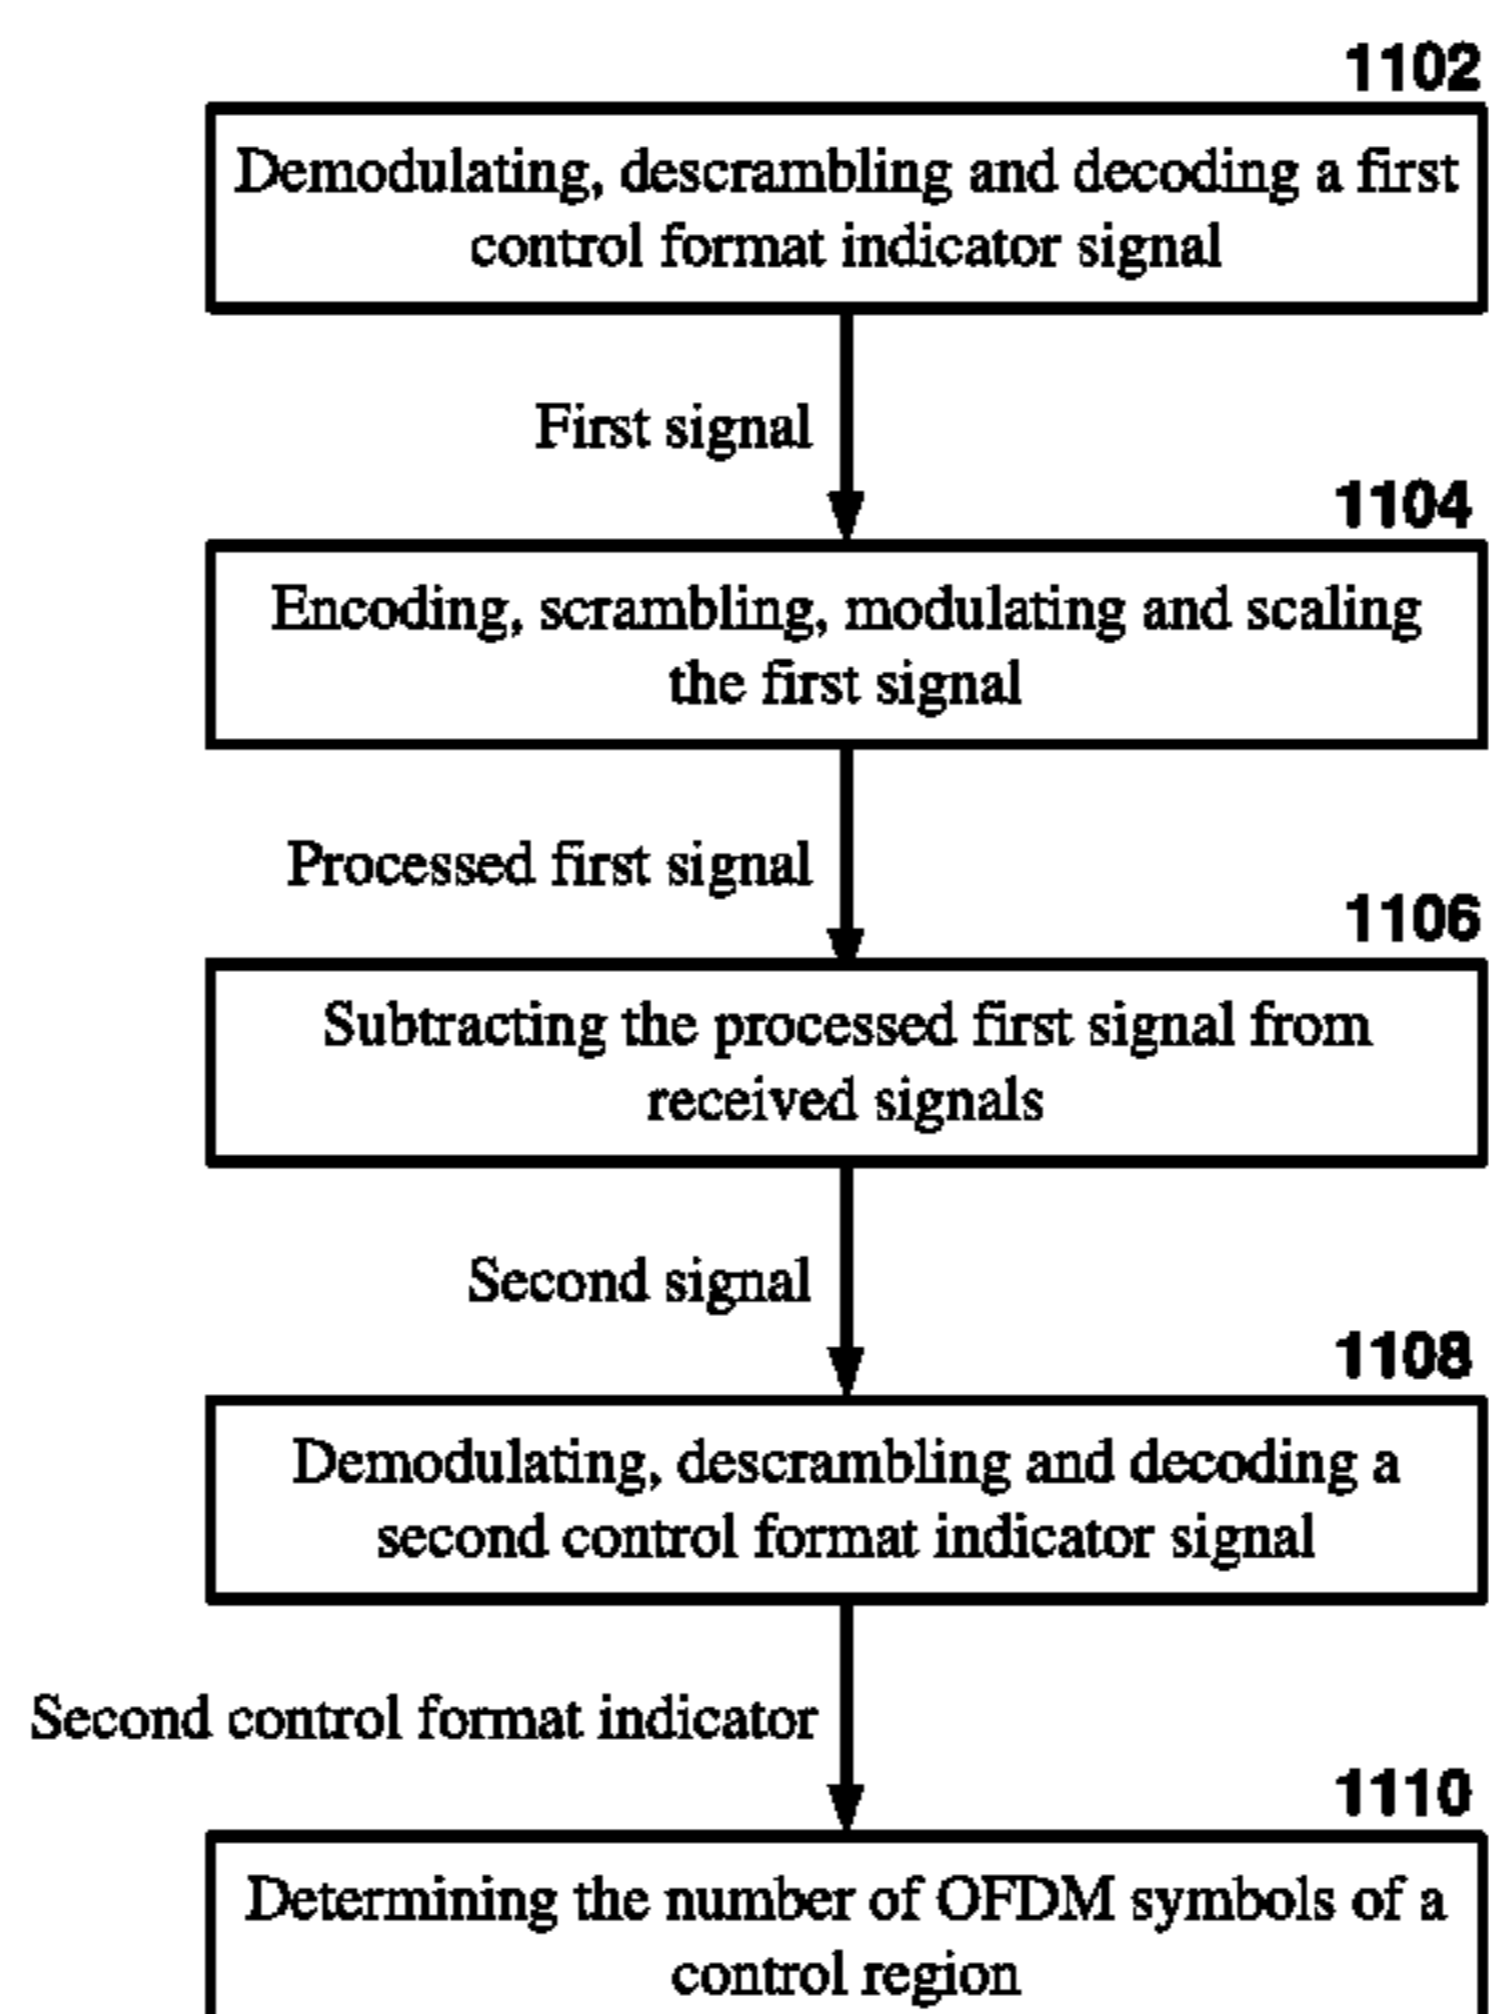 1102
Demodulating, descrambling and decoding a first
control format indicator signal
First signal
1104
Encoding, scrambling, modulating and scaling
the first signal
Processed first signal
1106
Subtracting the processed first signal from
received signals
Second signal
1108
Demodulating, descrambling and decoding a
second control format indicator signal
Second control format indicator
1110
Determining the number of OFDM symbols of a
control region